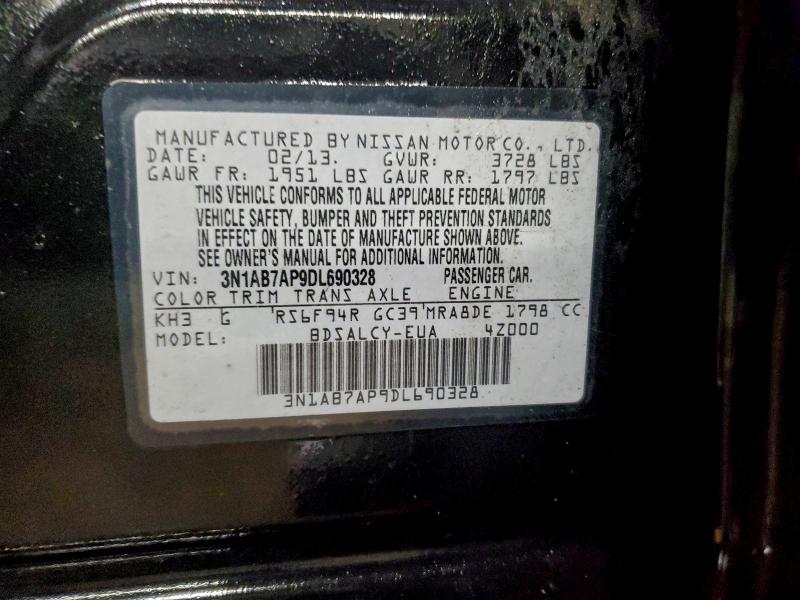 MANUFACTURED BY NISSAN MOTOR CO., LTD.
DATE: 02/13. GVWR: 3728 LBS
GAWR FR: 1951 LBS GAWR RR: 1797 LBS
THIS VEHICLE CONFORMS TO ALL APPLICABLE FEDERAL MOTOR
VEHICLE SAFETY, BUMPER AND THEFT PREVENTION STANDARDS
IN EFFECT ON THE DATE OF MANUFACTURE SHOWN ABOVE.
SEE OWNER'S MANUAL FOR ADDITIONAL INFORMATION.
VIN: 3N1AB7AP9DL690328 PASSENGER CAR.
COLOR TRIM TRANS AXLE ENGINE
KH3 G RS6F94R GC39 MRA8DE 1798 CC
MODEL: BDSALCY-EUA 4Z000
3N1AB7AP9DL690328